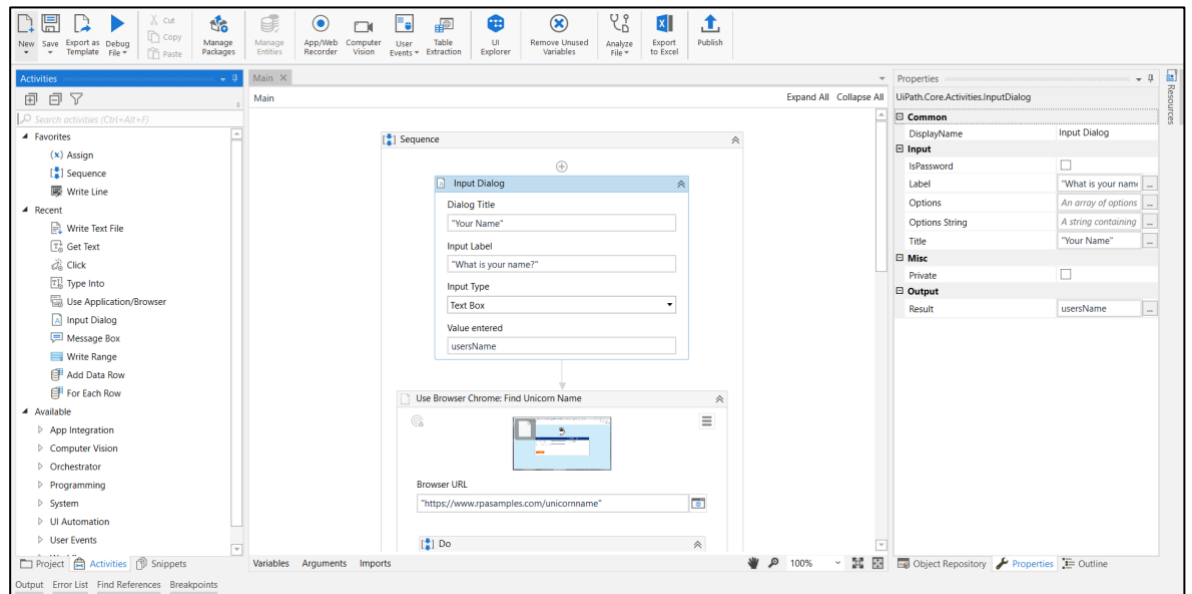 New Save Export as Template Debug File Cut Copy Paste Manage Packages Manage Entities App/Web Recorder Computer Vision User Events Table Extraction UI Explorer Remove Unused Variables Analyze File Export to Excel Publish
Activities
Search activities (Ctrl+Alt+F)
Favorites
(x) Assign
Sequence
Write Line
Recent
Write Text File
Get Text
Click
Type Into
Use Application/Browser
Input Dialog
Message Box
Write Range
Add Data Row
For Each Row
Available
App Integration
Computer Vision
Orchestrator
Programming
System
UI Automation
User Events
Project Activities Snippets
Main
Main Expand All Collapse All
Sequence
Input Dialog
Dialog Title
"Your Name"
Input Label
"What is your name?"
Input Type
Text Box
Value entered
usersName
Use Browser Chrome: Find Unicorn Name
Browser URL
"https://www.rpasamples.com/unicornname"
Do
Variables Arguments Imports 100%
Properties
UiPath.Core.Activities.InputDialog
Common
DisplayName Input Dialog
Input
IsPassword
Label "What is your name
Options An array of options
Options String A string containing
Title "Your Name"
Misc
Private
Output
Result usersName
Object Repository Properties Outline
Resources
Output Error List Find References Breakpoints